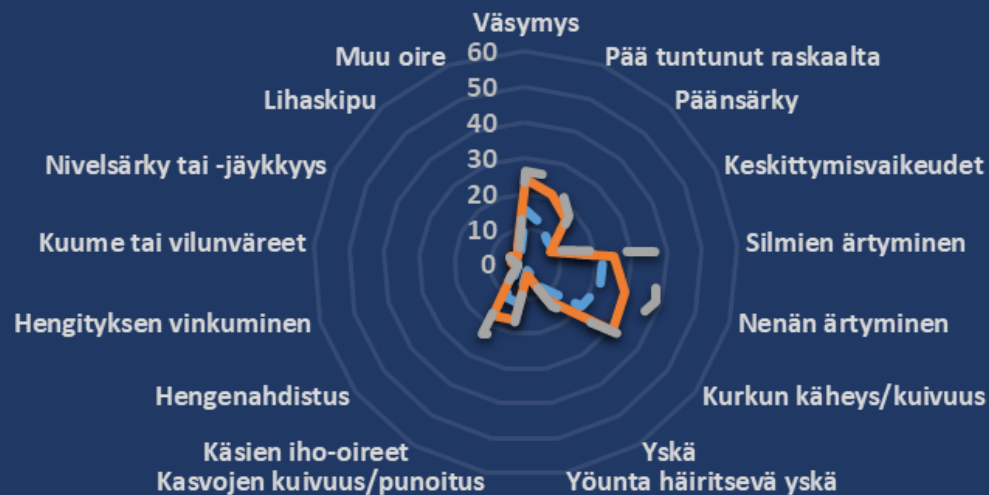 Väsymys
Pää tuntunut raskaalta
Päänsärky
Keskittymisvaikeudet
Silmien ärtyminen
Nenän ärtyminen
Kurkun käheys/kuivuus
Yskä
Yöunta häiritsevä yskä
Kasvojen kuivuus/punoitus
Käsien iho-oireet
Hengenahdistus
Hengityksen vinkuminen
Kuume tai vilunväreet
Nivelsärky tai -jäykkyys
Lihaskipu
Muu oire
60
50
40
30
20
10
0